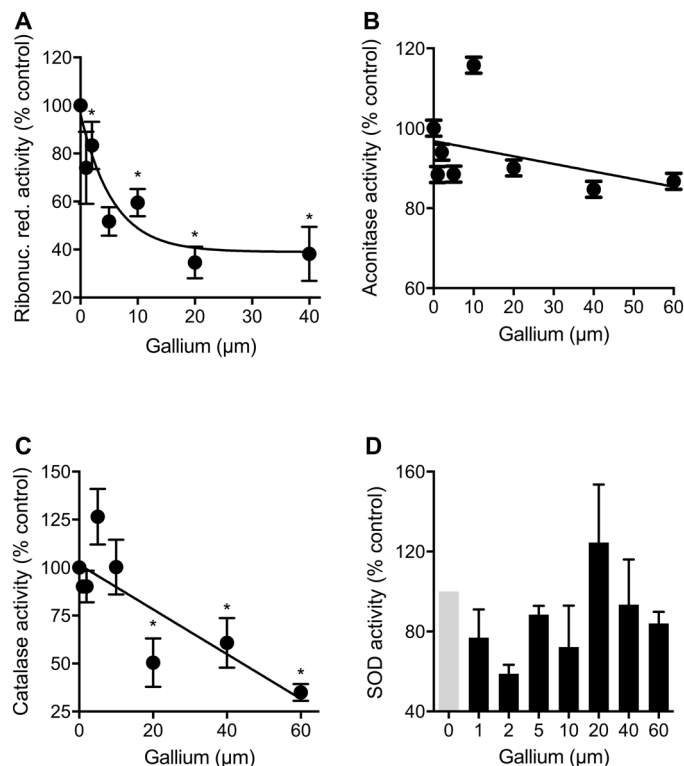 A
Ribonuc. red. activity (% control)
120
100
80
60
40
20
*
*
*
*
0 10 20 30 40
Gallium (µm)
B
Aconitase activity (% control)
120
100
80
60
0 10 20 30 40 50 60
Gallium (µm)
C
Catalase activity (% control)
150
125
100
75
50
25
*
*
*
0 20 40 60
Gallium (µm)
D
SOD activity (% control)
160
120
80
40
0 1 2 5 10 20 40 60
Gallium (µm)